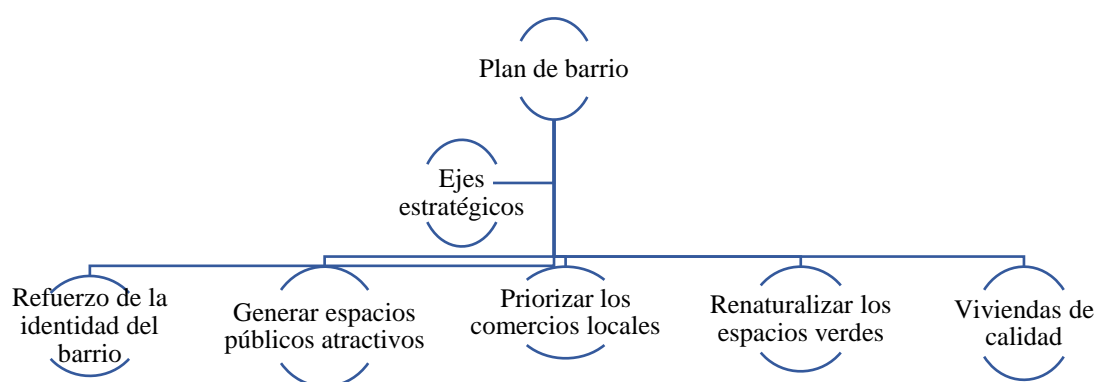 Plan de barrio
Ejes
estratégicos
Refuerzo de la
identidad del
barrio
Generar espacios
públicos atractivos
Priorizar los
comercios locales
Renaturalizar los
espacios verdes
Viviendas de
calidad